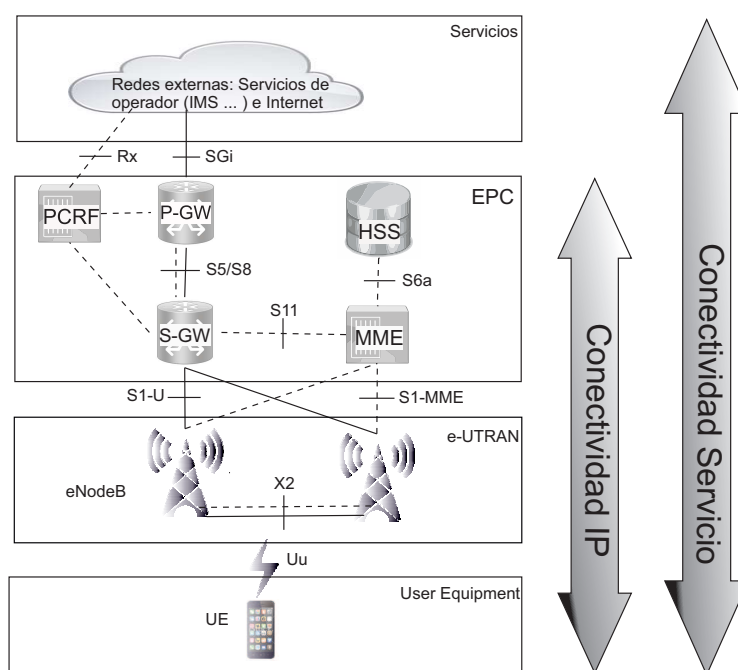 Servicios
Redes externas: Servicios de
operador (IMS ... ) e Internet
Rx
SGi
EPC
PCRF
P-GW
HSS
S5/S8
S6a
S11
S-GW
MME
S1-U
S1-MME
e-UTRAN
X2
eNodeB
Uu
User Equipment
UE
Conectividad IP
Conectividad Servicio